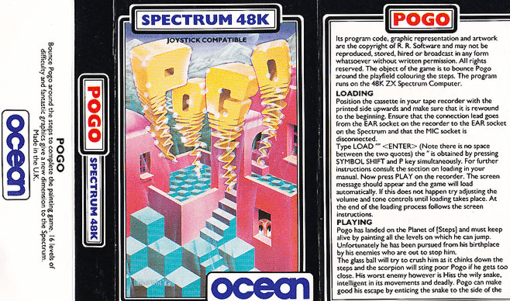 Bounce Pogo around the steps to complete the painting game. 16 levels of
difficulty and fantastic graphics give a new dimension to the Spectrum.
POGO
Made in the U.K.
ocean
POGO
SPECTRUM 48K
ocean
SPECTRUM 48K
JOYSTICK COMPATIBLE
POGO
ocean
POGO
Its program code, graphic representation and artwork
are the copyright of R. R. Software and may not be
reproduced, stored, hired or broadcast in any form
whatsoever without written permission. All rights
reserved. The object of the game is to bounce Pogo
around the playfield colouring the steps. The program
runs on the 48K ZX Spectrum Computer.
LOADING
Position the cassette in your tape recorder with the
printed side upwards and make sure that it is rewound
to the beginning. Ensure that the connection lead goes
from the EAR socket on the recorder to the EAR socket
on the Spectrum and that the MIC socket is
disconnected.
Type LOAD "" <ENTER> (Note there is no space
between the two quotes) the " is obtained by pressing
SYMBOL SHIFT and P key simultaneously. For further
instructions consult the section on loading in your
manual. Now press PLAY on the recorder. The screen
message should appear and the game will load
automatically. If this does not happen try adjusting the
volume and tone controls until loading takes place. At
the end of the loading process follows the screen
instructions.
PLAYING
Pogo has landed on the Planet of [Steps] and must keep
alive by painting all the levels on which he can jump.
Unfortunately he has been pursued from his birthplace
by his enemies who are out to stop him.
The glass ball will try to crush him as it chinks down the
steps and the scorpion will sting poor Pogo if he gets too
close. His worst enemy however is Hiss the wily snake,
intelligent in its movements and deadly. Pogo can make
good his escape by enticing the snake to the side of the